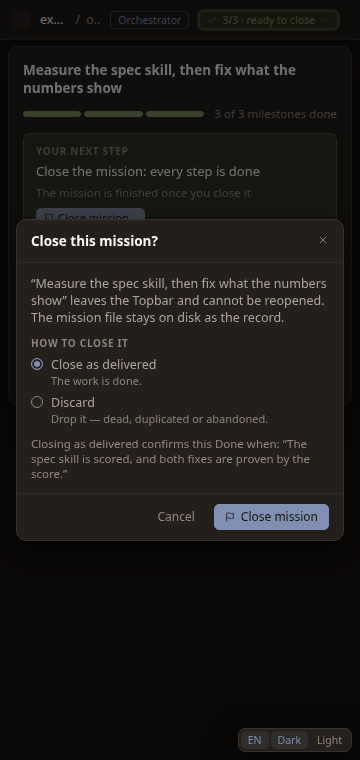 ex... / o..
Orchestrator
3/3 · ready to close
Measure the spec skill, then fix what the
numbers show
3 of 3 milestones done
YOUR NEXT STEP
Close the mission: every step is done
The mission is finished once you close it
Close mission
Close this mission?
“Measure the spec skill, then fix what the numbers
show” leaves the Topbar and cannot be reopened.
The mission file stays on disk as the record.
HOW TO CLOSE IT
Close as delivered
The work is done.
Discard
Drop it — dead, duplicated or abandoned.
Closing as delivered confirms this Done when: “The
spec skill is scored, and both fixes are proven by the
score.”
Cancel
Close mission
EN Dark Light